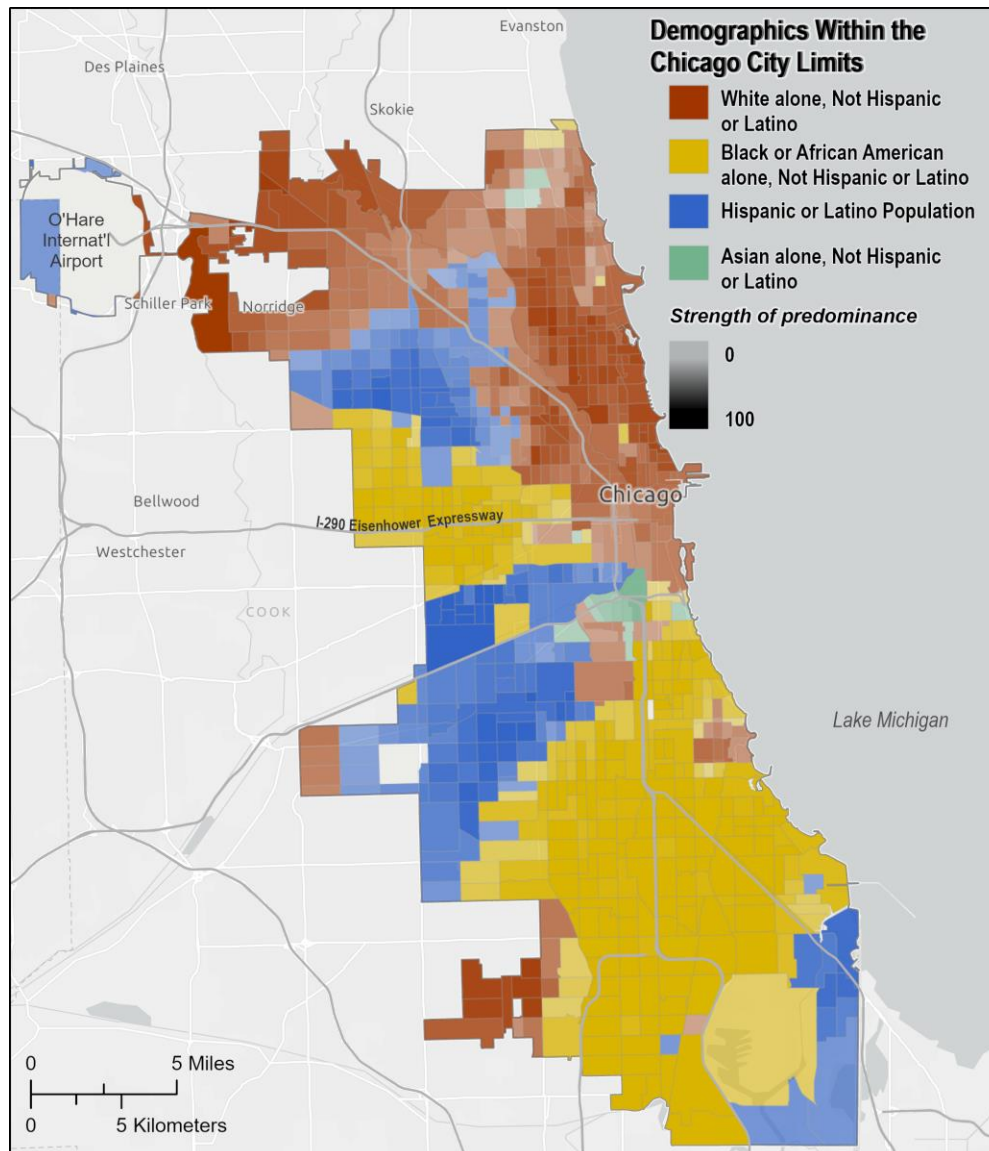 Demographics Within the
Chicago City Limits
White alone, Not Hispanic
or Latino
Black or African American
alone, Not Hispanic or Latino
Hispanic or Latino Population
Asian alone, Not Hispanic
or Latino
Strength of predominance
0
100
Evanston
Des Plaines
Skokie
O'Hare
Internat'l
Airport
Schiller Park
Norridge
Chicago
Bellwood
I-290 Eisenhower Expressway
Westchester
COOK
Lake Michigan
0 5 Miles
0 5 Kilometers